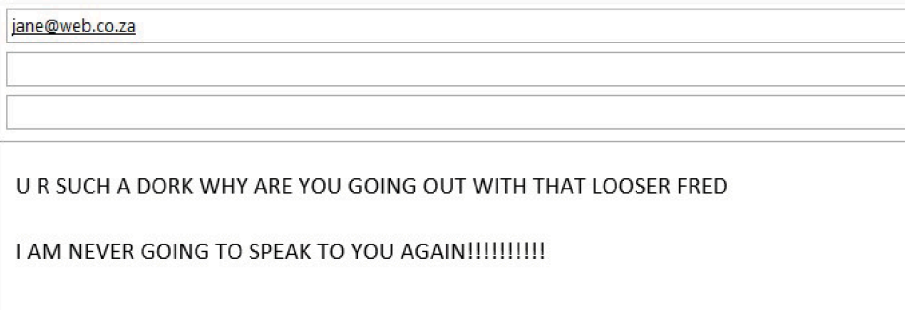 jane@web.co.za
U R SUCH A DORK WHY ARE YOU GOING OUT WITH THAT LOOSER FRED
I AM NEVER GOING TO SPEAK TO YOU AGAIN!!!!!!!!!!